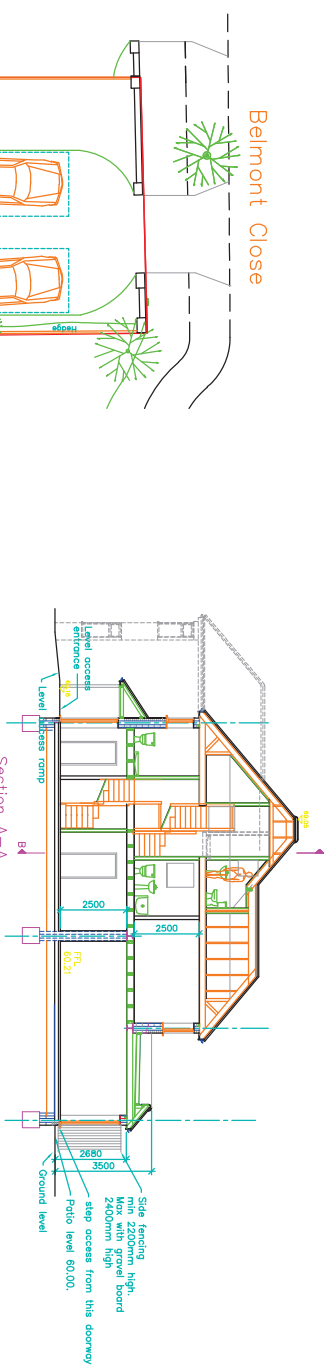 Belmont Close
Hedge
Level access
entrance
Level access ramp
Section A-A
B
2500
2500
FFL
60.21
2680
3500
Side fencing
min 2200mm high.
Max with gravel board
2400mm high
step access from this doorway
Patio level 60.00.
Ground level